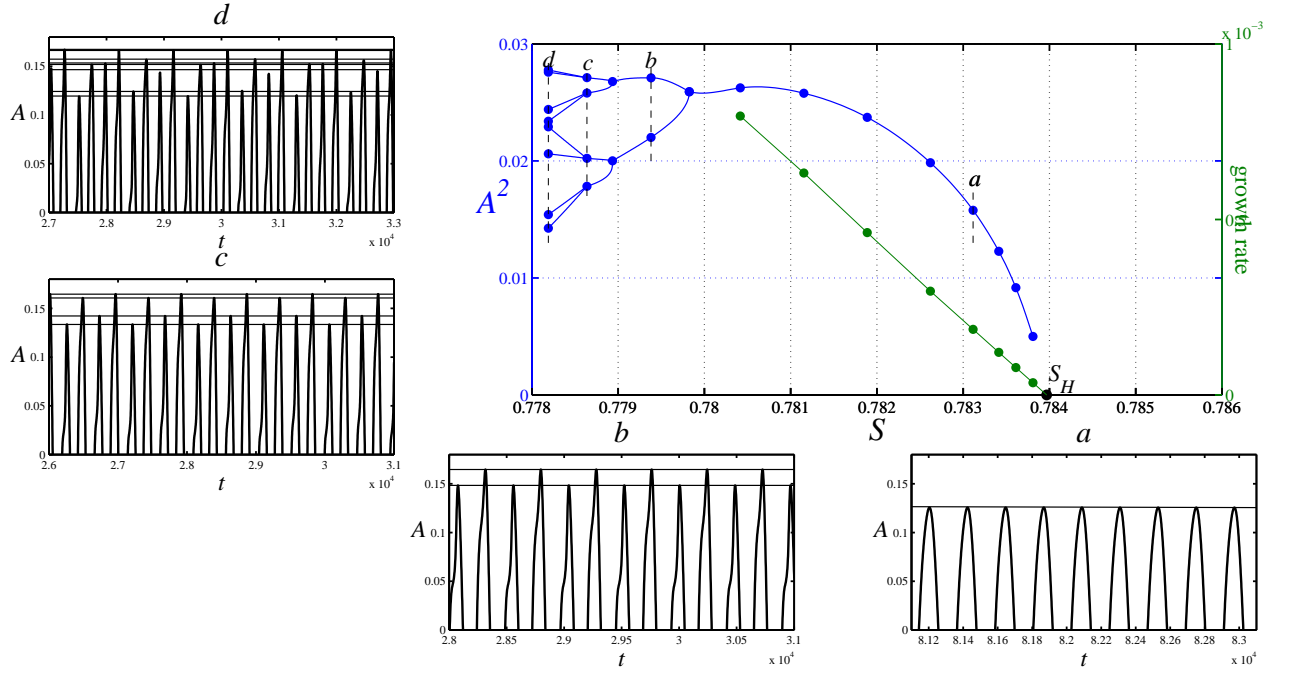 d
A
0.15
0.1
0.05
0
2.7
2.8
2.9
3
3.1
3.2
3.3
t
x 10^4
c
A
0.15
0.1
0.05
0
2.6
2.7
2.8
2.9
3
3.1
t
x 10^4
x 10^−3
0.03
0.02
0.01
0
A^2
d
c
b
a
S_H
1
0.5
0
growth rate
0.778
0.779
0.78
0.781
0.782
0.783
0.784
0.785
0.786
S
b
A
0.15
0.1
0.05
0
2.8
2.85
2.9
2.95
3
3.05
3.1
t
x 10^4
a
A
0.15
0.1
0.05
0
8.12
8.14
8.16
8.18
8.2
8.22
8.24
8.26
8.28
8.3
t
x 10^4